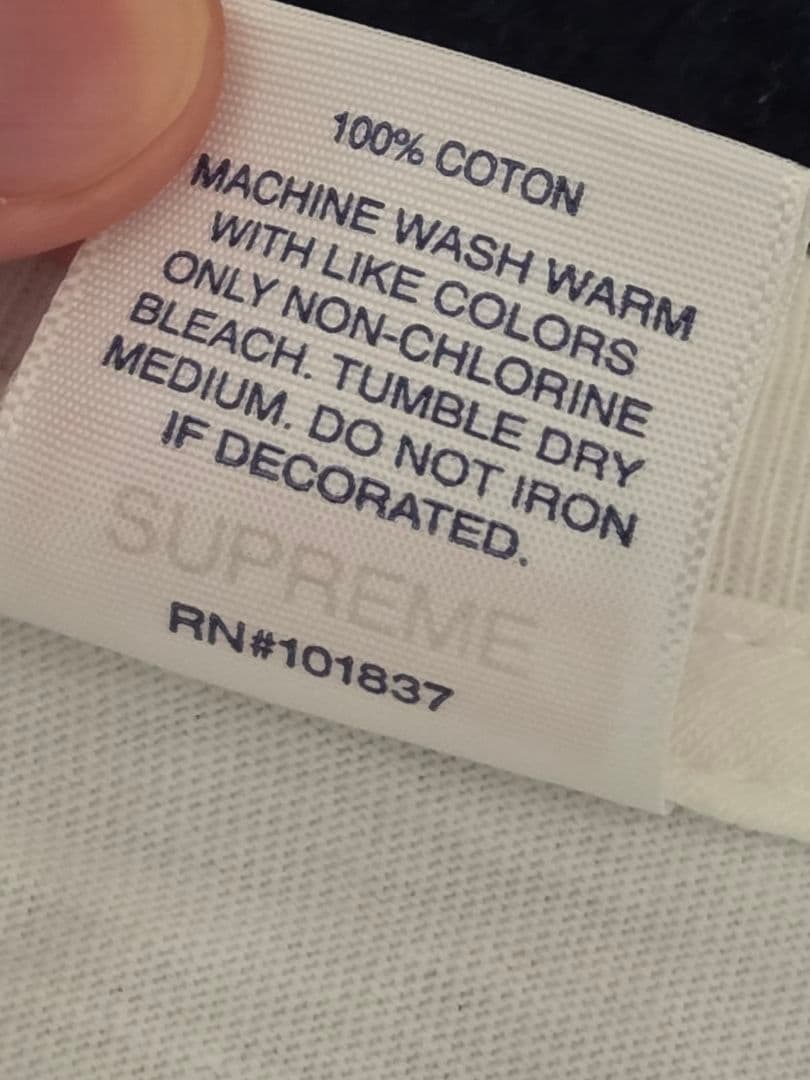 100% COTON
MACHINE WASH WARM
WITH LIKE COLORS
ONLY NON-CHLORINE
BLEACH. TUMBLE DRY
MEDIUM. DO NOT IRON
IF DECORATED.
SUPREME
RN#101837